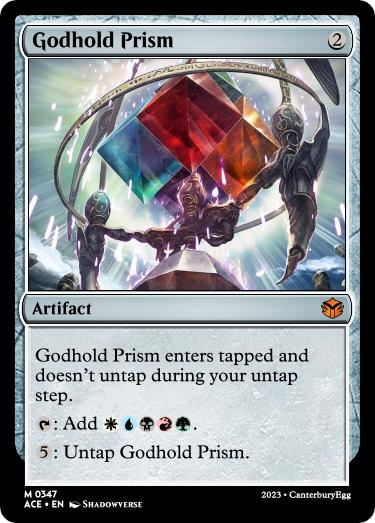 Godhold Prism 2
Artifact
Godhold Prism enters tapped and
doesn't untap during your untap
step.
: Add .
5: Untap Godhold Prism.
M 0347
ACE • EN Shadowverse
2023 • CanterburyEgg